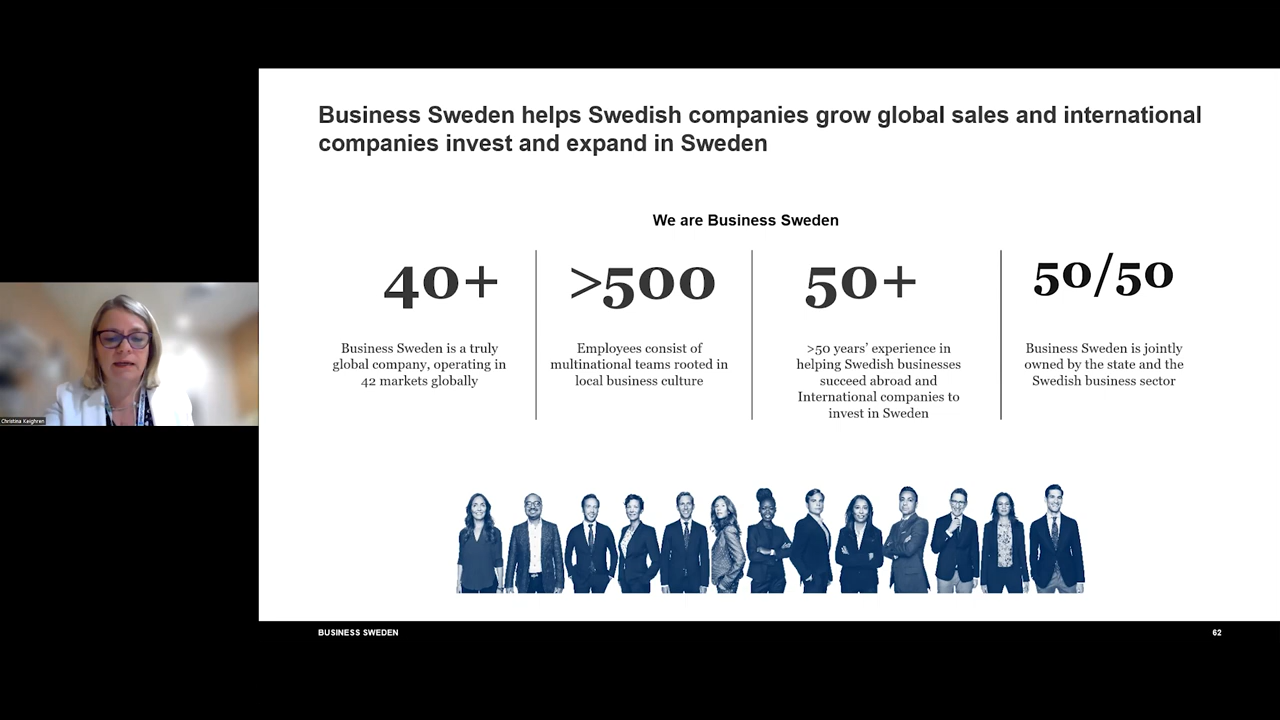 Business Sweden helps Swedish companies grow global sales and international
companies invest and expand in Sweden
We are Business Sweden
40+
Business Sweden is a truly
global company, operating in
42 markets globally
>500
Employees consist of
multinational teams rooted in
local business culture
50+
>50 years’ experience in
helping Swedish businesses
succeed abroad and
International companies to
invest in Sweden
50/50
Business Sweden is jointly
owned by the state and the
Swedish business sector
Christina Keighren
BUSINESS SWEDEN
62